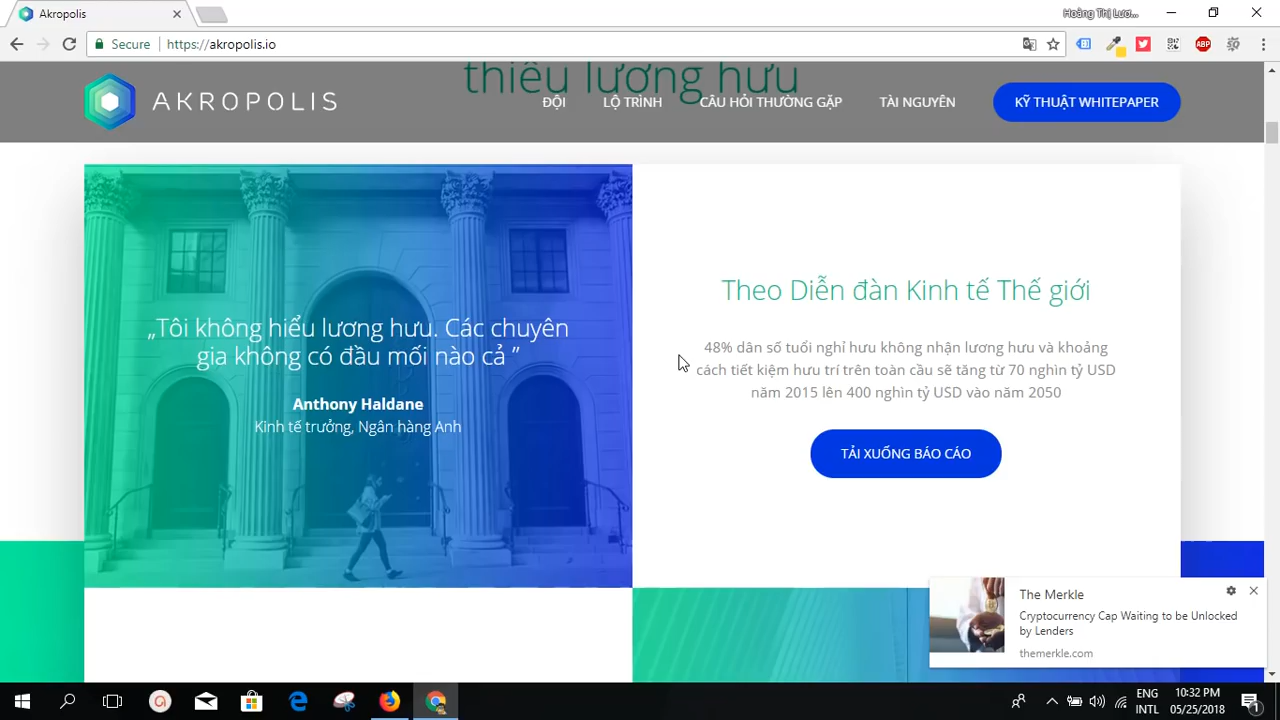 Akropolis
Hoàng Thị Lươ...
Secure
https://akropolis.io
ABP
thiếu lương hưu
AKROPOLIS
ĐỘI
LỘ TRÌNH
CÂU HỎI THƯỜNG GẶP
TÀI NGUYÊN
KỸ THUẬT WHITEPAPER
„Tôi không hiểu lương hưu. Các chuyên
gia không có đầu mối nào cả ”
Anthony Haldane
Kinh tế trưởng, Ngân hàng Anh
Theo Diễn đàn Kinh tế Thế giới
48% dân số tuổi nghỉ hưu không nhận lương hưu và khoảng
cách tiết kiệm hưu trí trên toàn cầu sẽ tăng từ 70 nghìn tỷ USD
năm 2015 lên 400 nghìn tỷ USD vào năm 2050
TẢI XUỐNG BÁO CÁO
The Merkle
Cryptocurrency Cap Waiting to be Unlocked
by Lenders
themerkle.com
ENG
INTL
10:32 PM
05/25/2018
1